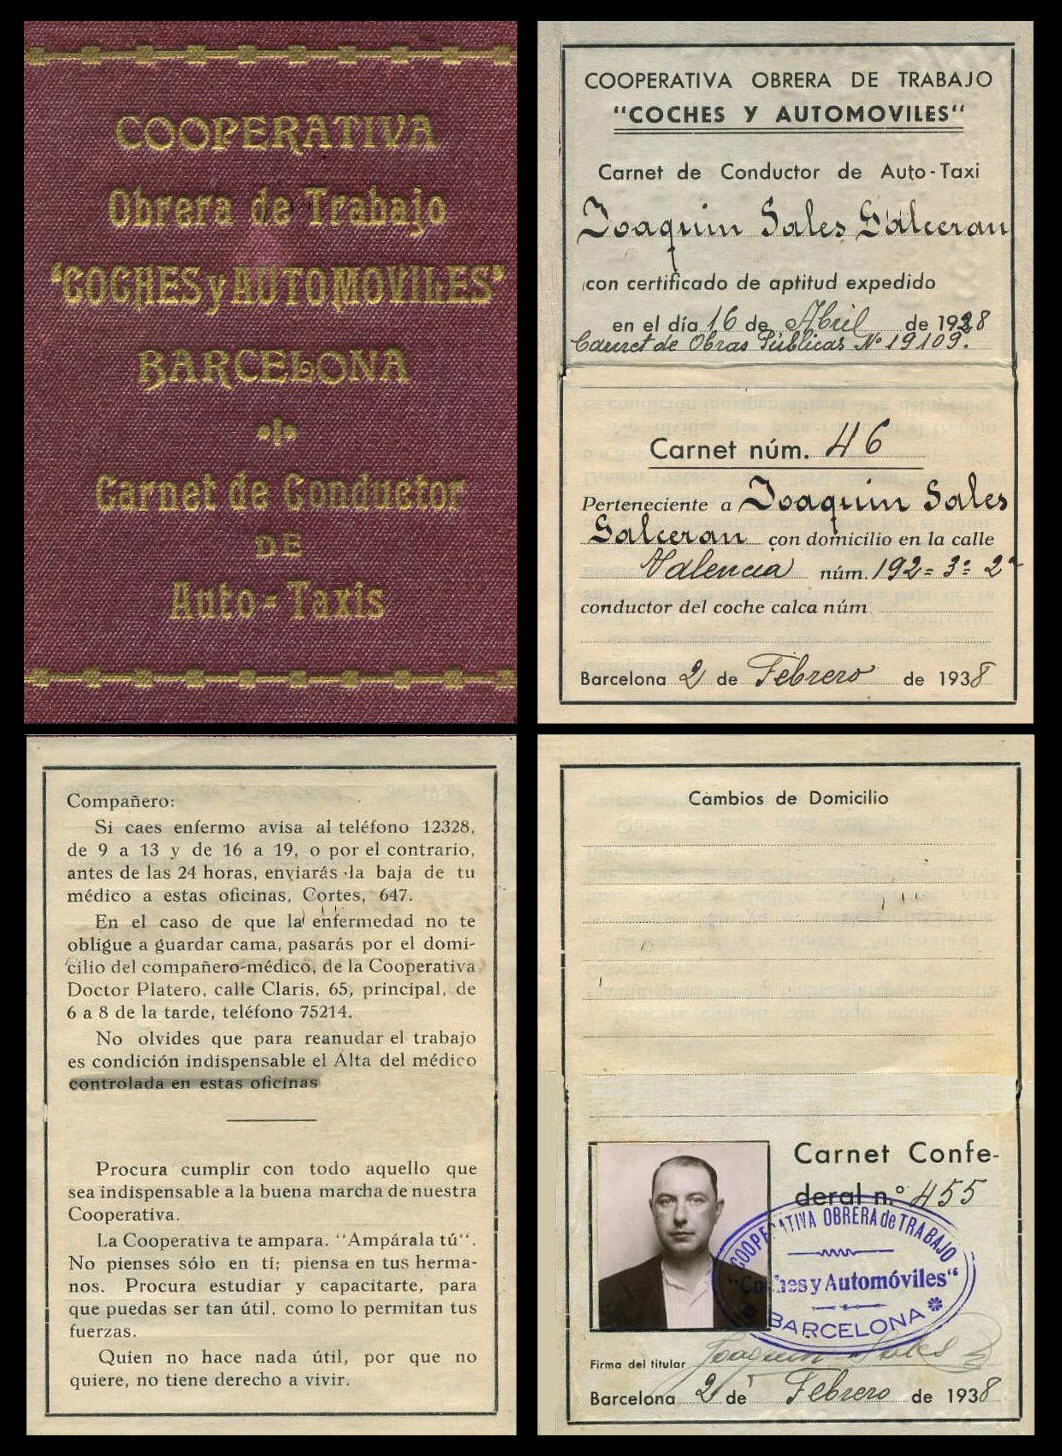 COOPERATIVA
Obrera de Trabajo
"COCHES y AUTOMOVILES"
BARCELONA
Carnet de Conductor
DE
Auto-Taxis
COOPERATIVA OBRERA DE TRABAJO
"COCHES Y AUTOMOVILES"
Carnet de Conductor de Auto-Taxi
Joaquin Sales Galceran
con certificado de aptitud expedido
en el día 16 de Abril de 1928
Carnet de Obras Públicas Nº 19109.
Carnet núm. 46
Perteneciente a Joaquin Sales
Galceran con domicilio en la calle
Valencia núm. 192=3º=2ª
conductor del coche calca núm.
Barcelona 2 de Febrero de 1938
Compañero:
Si caes enfermo avisa al teléfono 12328,
de 9 a 13 y de 16 a 19, o por el contrario,
antes de las 24 horas, enviarás la baja de tu
médico a estas oficinas, Cortes, 647.
En el caso de que la enfermedad no te
obligue a guardar cama, pasarás por el domi-
cilio del compañero-médico, de la Cooperativa
Doctor Platero, calle Claris, 65, principal, de
6 a 8 de la tarde, teléfono 75214.
No olvides que para reanudar el trabajo
es condición indispensable el Alta del médico
controlada en estas oficinas
Procura cumplir con todo aquello que
sea indispensable a la buena marcha de nuestra
Cooperativa.
La Cooperativa te ampara. "Ampárala tú".
No pienses sólo en tí; piensa en tus herma-
nos. Procura estudiar y capacitarte, para
que puedas ser tan útil, como lo permitan tus
fuerzas.
Quien no hace nada útil, por que no
quiere, no tiene derecho a vivir.
Cambios de Domicilio
Carnet Confe-
deral n.º 455
COOPERATIVA OBRERA de TRABAJO
"Coches y Automóviles"
BARCELONA
Firma del titular Joaquin Sales
Barcelona 2 de Febrero de 1938